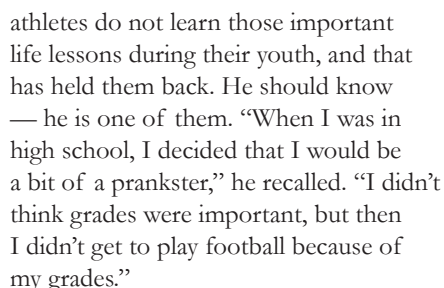 athletes do not learn those important
life lessons during their youth, and that
has held them back. He should know
— he is one of them. “When I was in
high school, I decided that I would be
a bit of a prankster,” he recalled. “I didn’t
think grades were important, but then
I didn’t get to play football because of
my grades.”